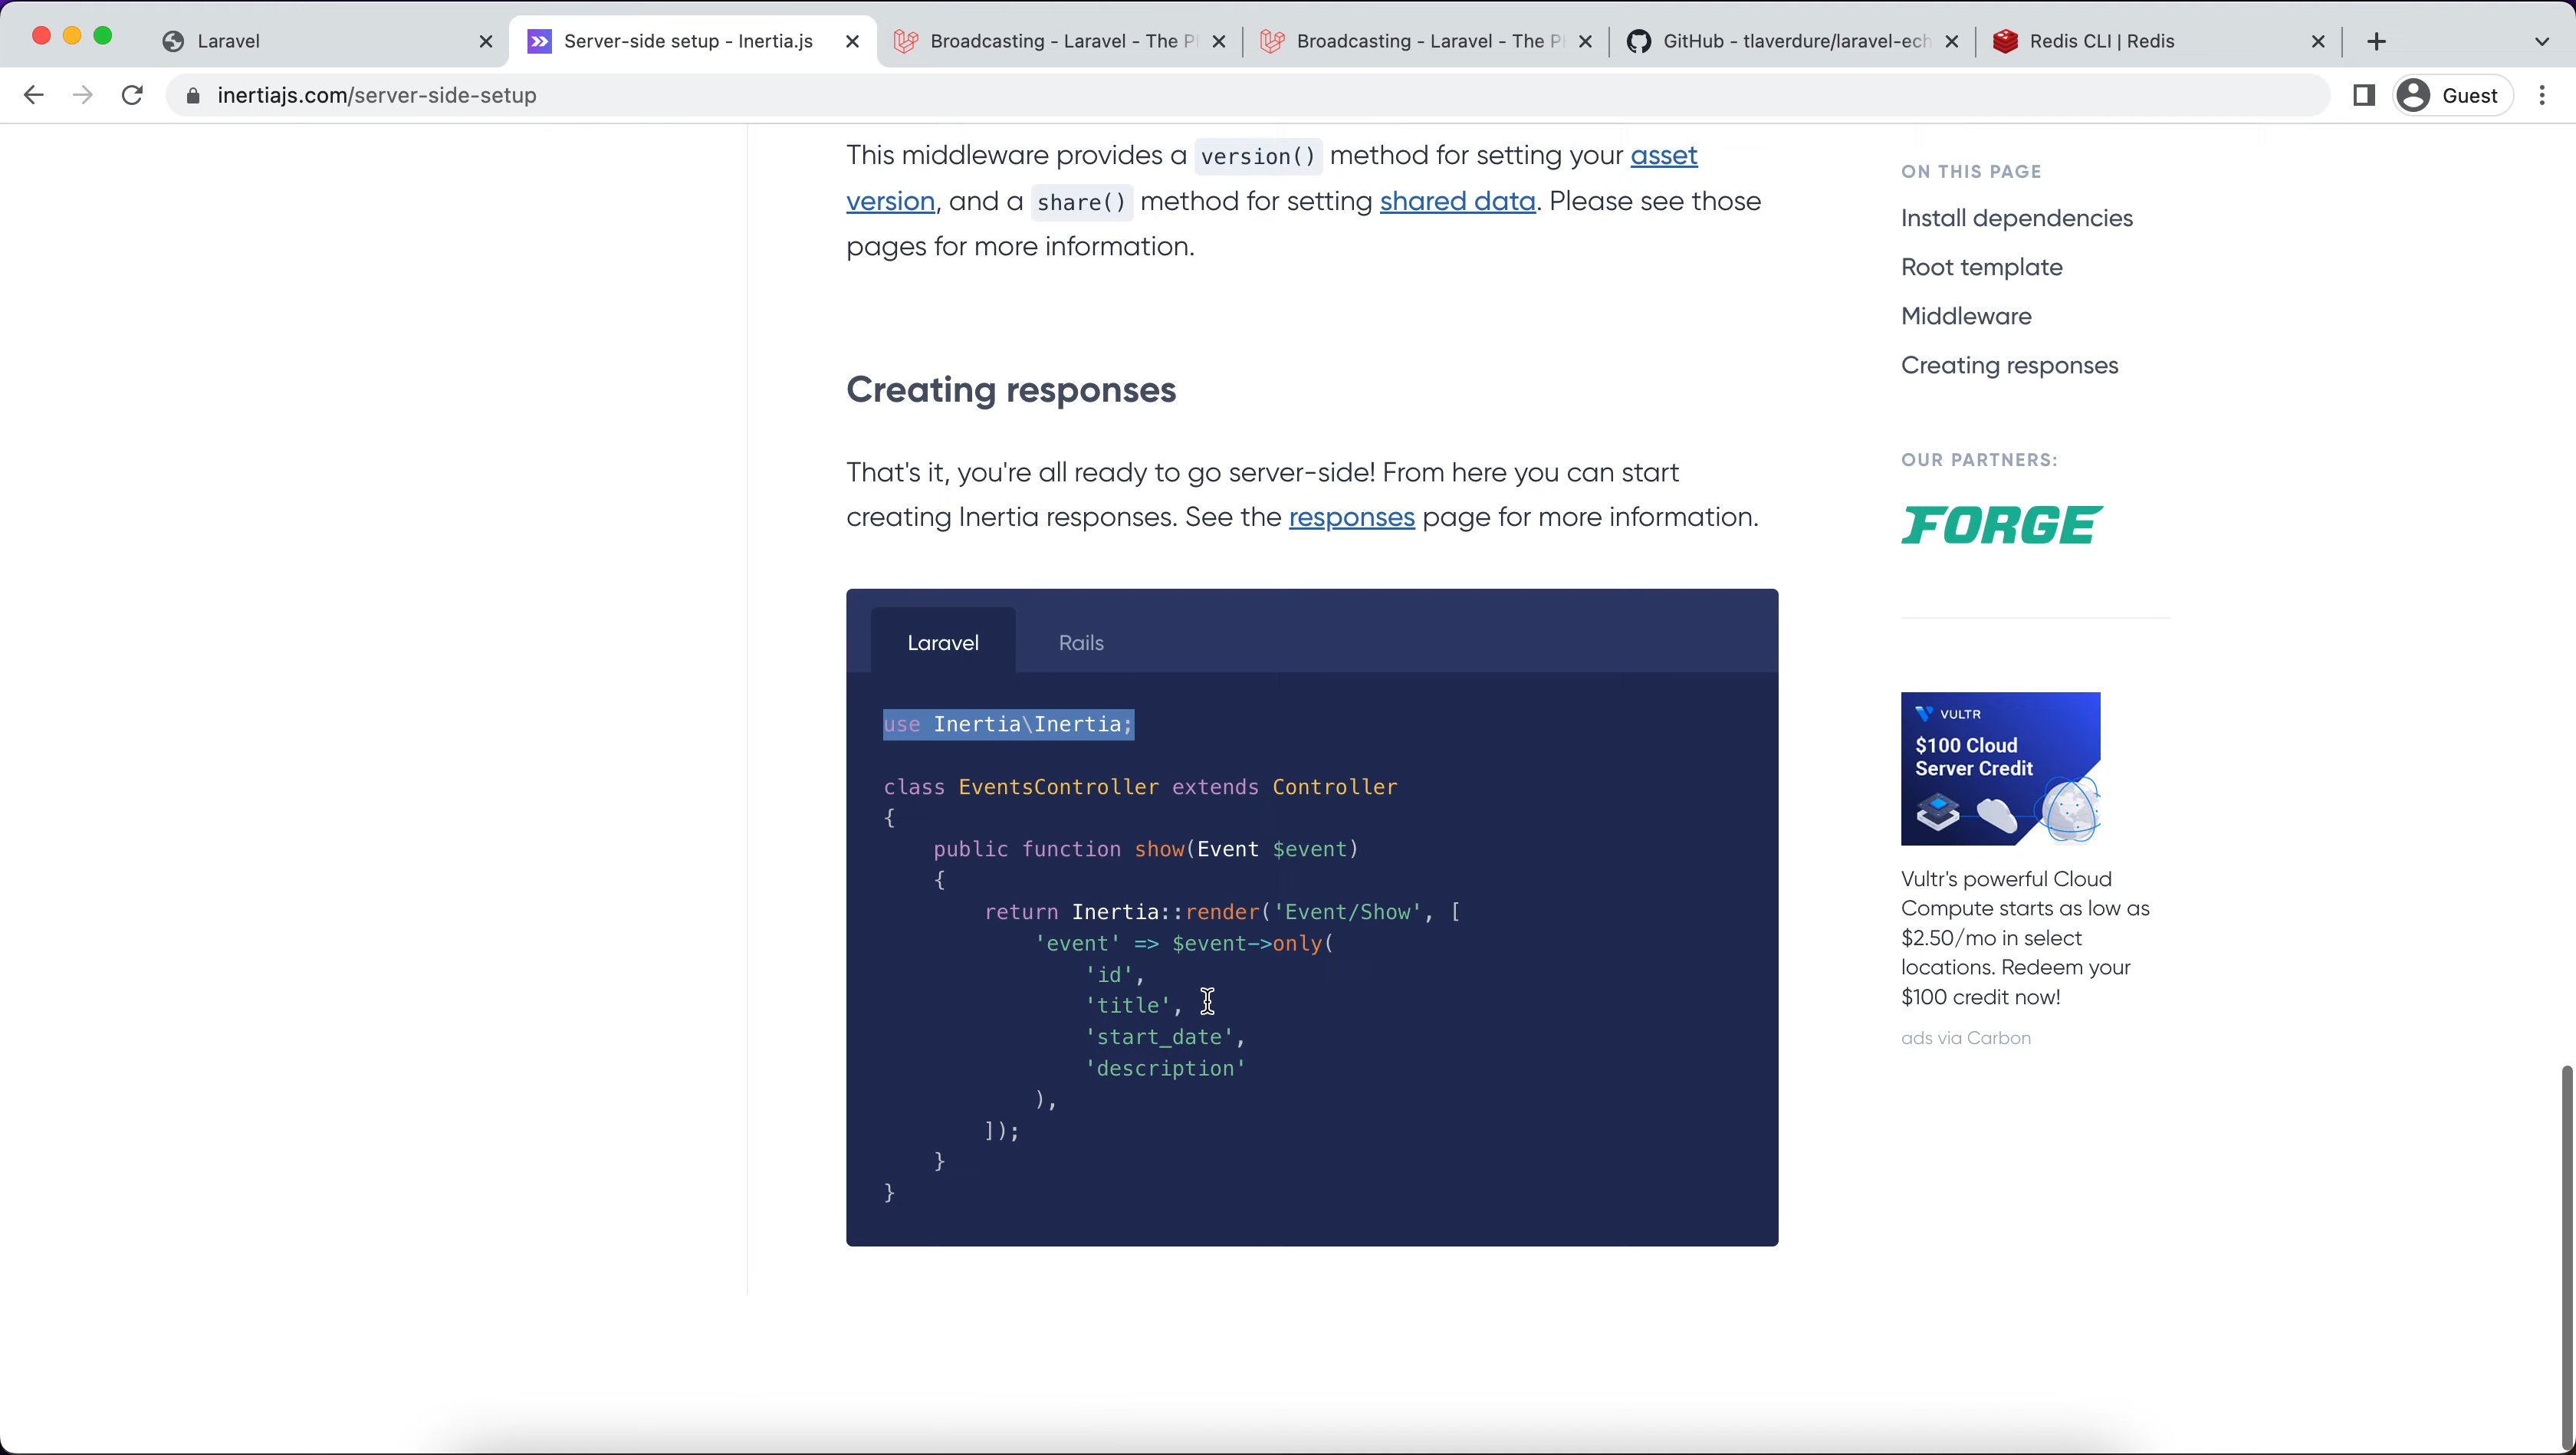 Laravel
Server-side setup - Inertia.js
Broadcasting - Laravel - The P
Broadcasting - Laravel - The P
GitHub - tlaverdure/laravel-ech
Redis CLI | Redis
inertiajs.com/server-side-setup
Guest
This middleware provides a version() method for setting your asset
version, and a share() method for setting shared data. Please see those
pages for more information.
Creating responses
That's it, you're all ready to go server-side! From here you can start
creating Inertia responses. See the responses page for more information.
Laravel
Rails
use Inertia\Inertia;
class EventsController extends Controller
{
public function show(Event $event)
{
return Inertia::render('Event/Show', [
'event' => $event->only(
'id',
'title',
'start_date',
'description'
),
]);
}
}
ON THIS PAGE
Install dependencies
Root template
Middleware
Creating responses
OUR PARTNERS:
FORGE
VULTR
$100 Cloud
Server Credit
Vultr's powerful Cloud
Compute starts as low as
$2.50/mo in select
locations. Redeem your
$100 credit now!
ads via Carbon